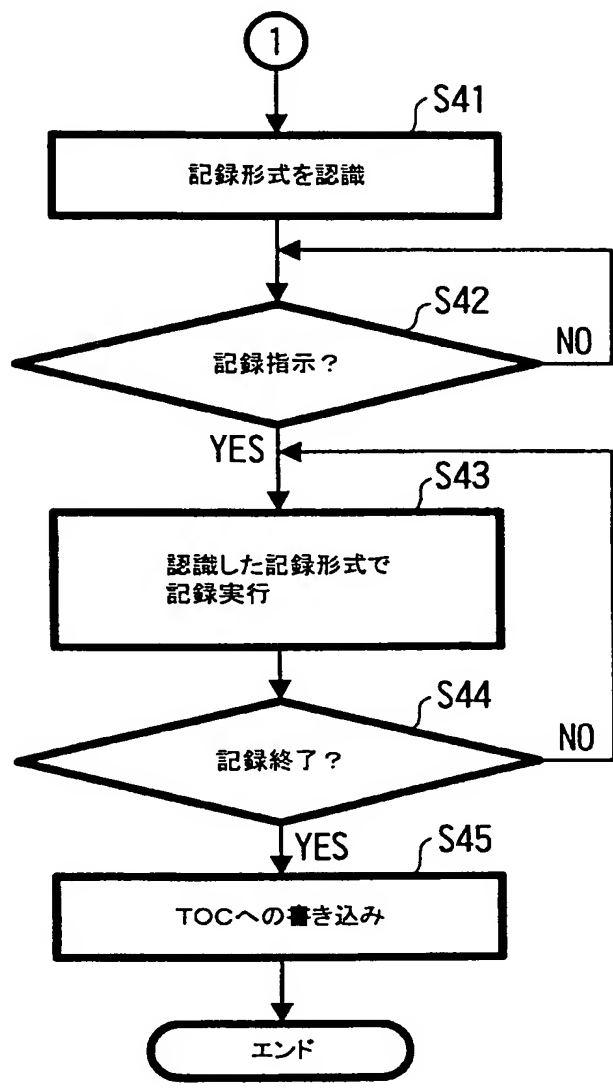 1
S41
記録形式を認識
S42
記録指示？
NO
YES
S43
認識した記録形式で
記録実行
S44
記録終了？
NO
YES
S45
TOCへの書き込み
エンド